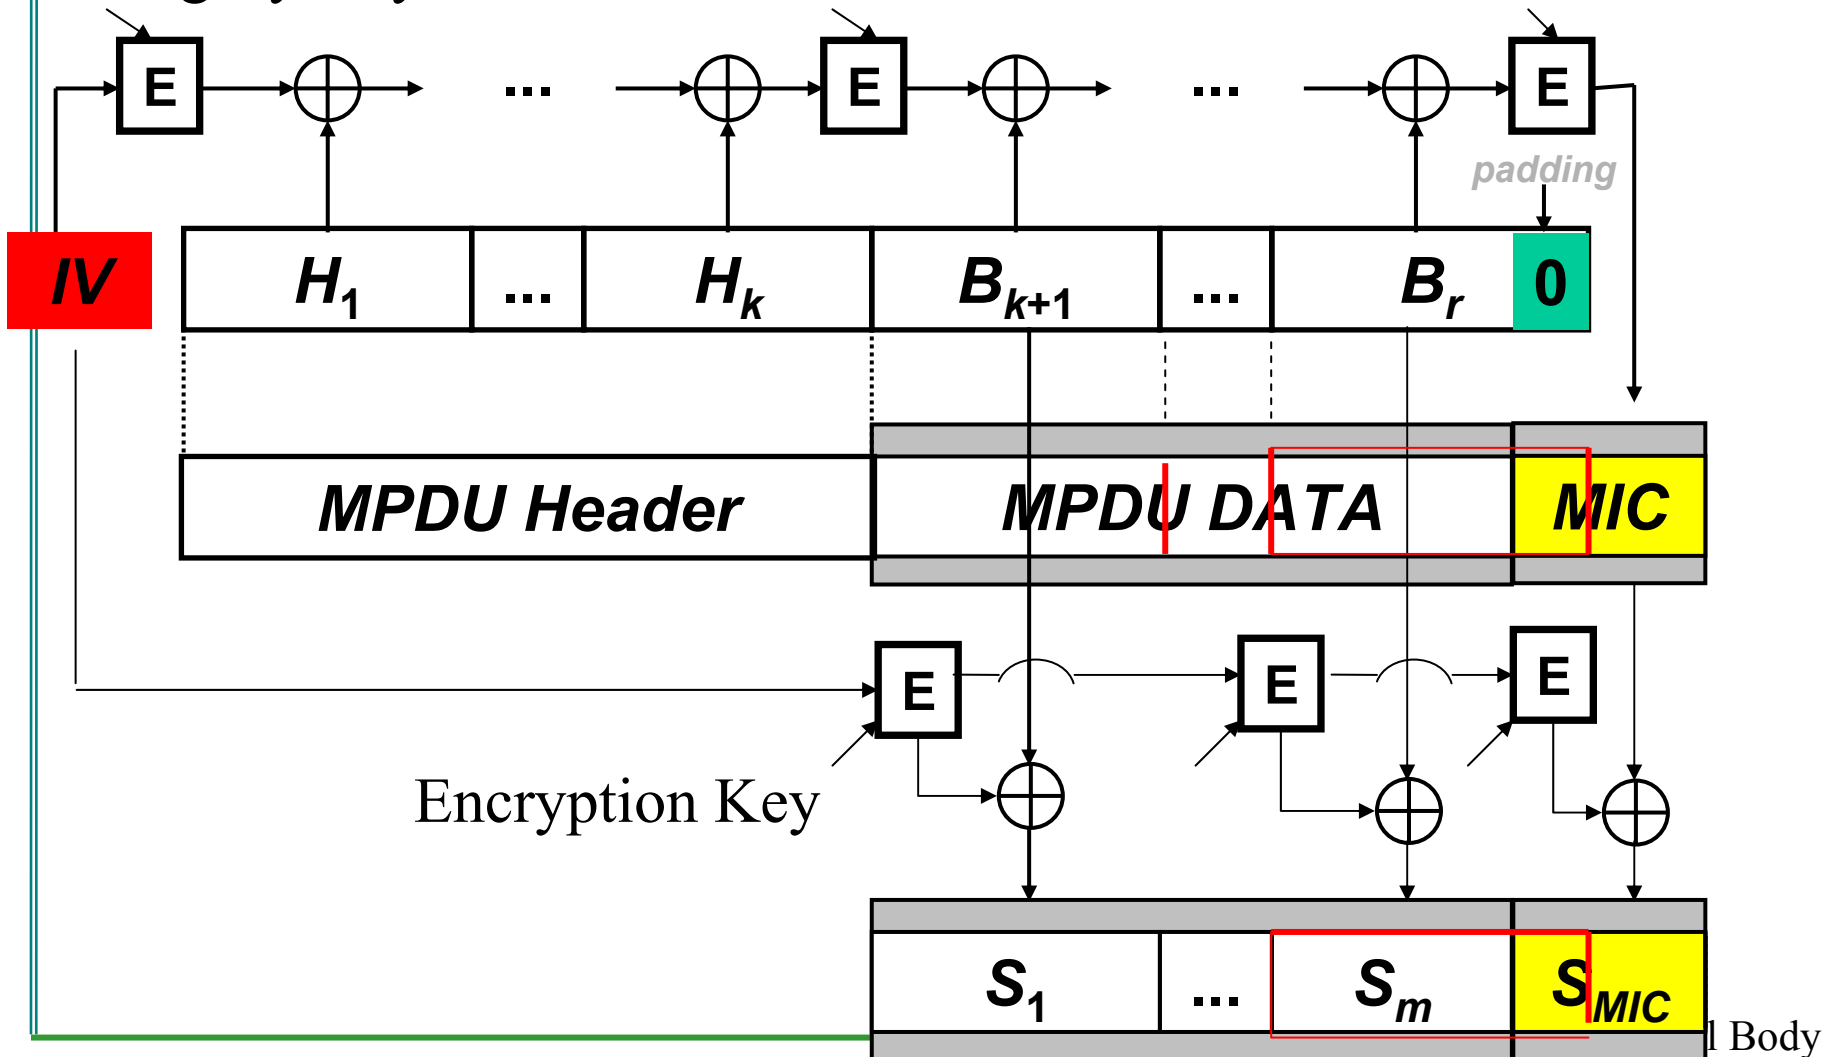 E ... E ... E
padding
IV H1 ... Hk Bk+1 ... Br 0
MPDU Header MPDU DATA MIC
E E E
Encryption Key
S1 ... Sm SMIC
Body